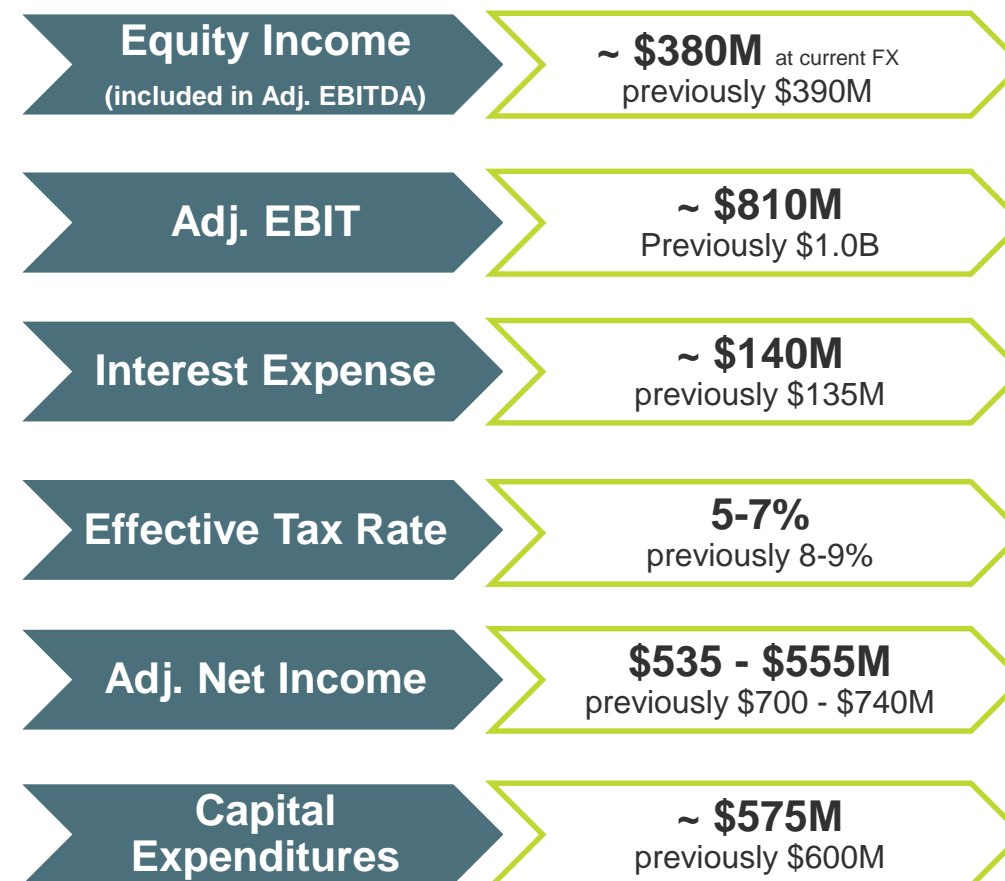 Equity Income
(included in Adj. EBITDA)
~ $380M at current FX
previously $390M
Adj. EBIT
~ $810M
Previously $1.0B
Interest Expense
~ $140M
previously $135M
Effective Tax Rate
5-7%
previously 8-9%
Adj. Net Income
$535 - $555M
previously $700 - $740M
Capital
Expenditures
~ $575M
previously $600M